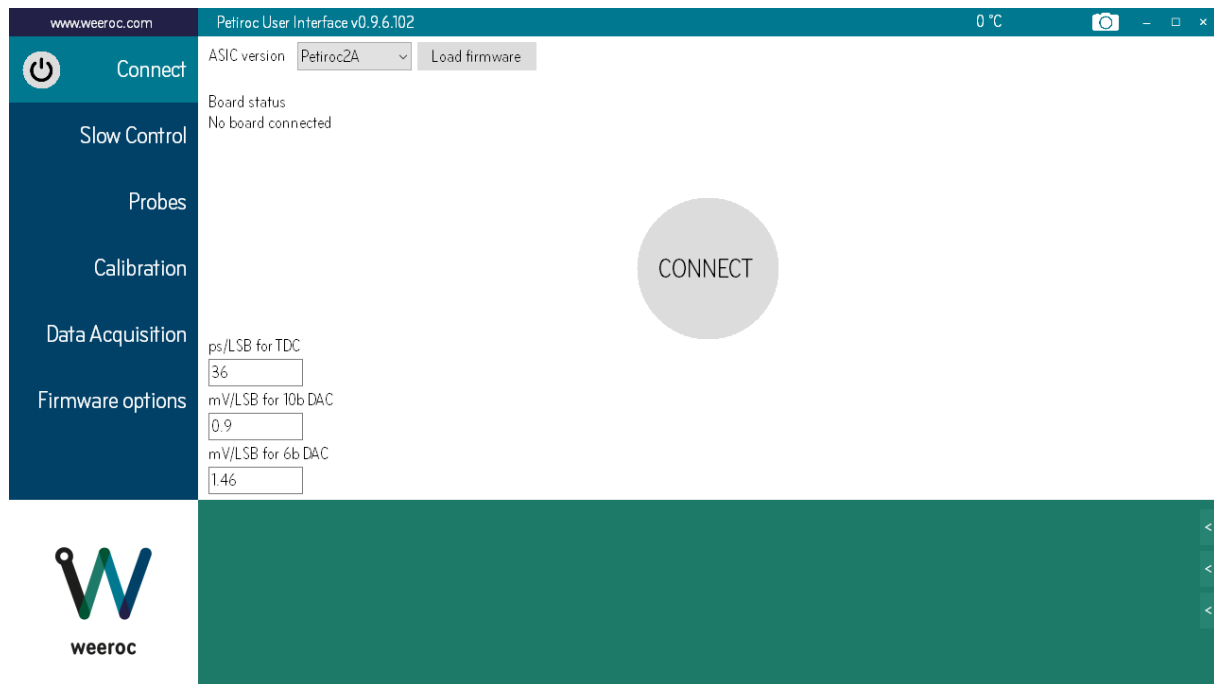 www.weeroc.com
Petiroc User Interface v0.9.6.102
0 °C
Connect
Slow Control
Probes
Calibration
Data Acquisition
Firmware options
ASIC version Petiroc2A Load firmware
Board status
No board connected
CONNECT
ps/LSB for TDC
36
mV/LSB for 10b DAC
0.9
mV/LSB for 6b DAC
1.46
weeroc
<
<
<